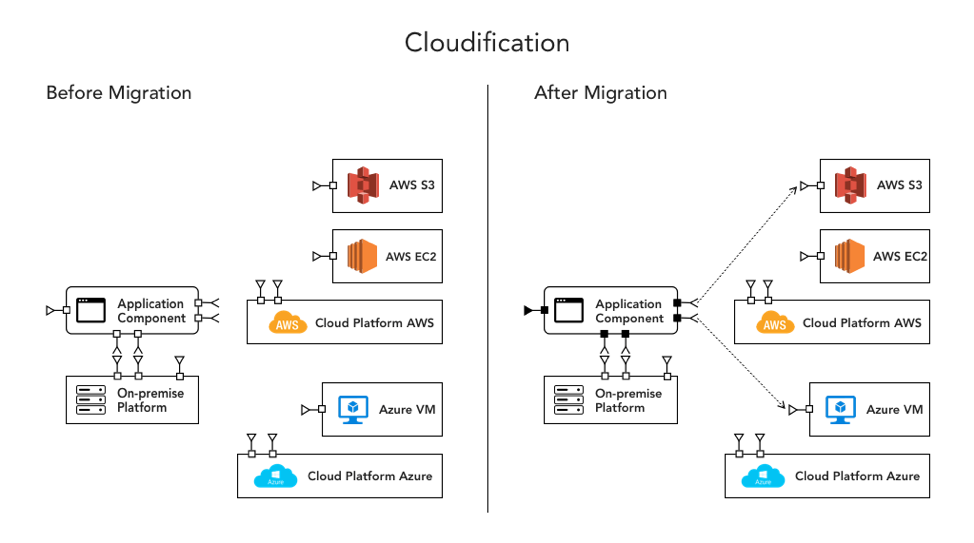 Cloudification
Before Migration
AWS S3
AWS EC2
Application
Component
AWS
Cloud Platform AWS
On-premise
Platform
Azure VM
Azure
Cloud Platform Azure
After Migration
AWS S3
AWS EC2
Application
Component
AWS
Cloud Platform AWS
On-premise
Platform
Azure VM
Azure
Cloud Platform Azure